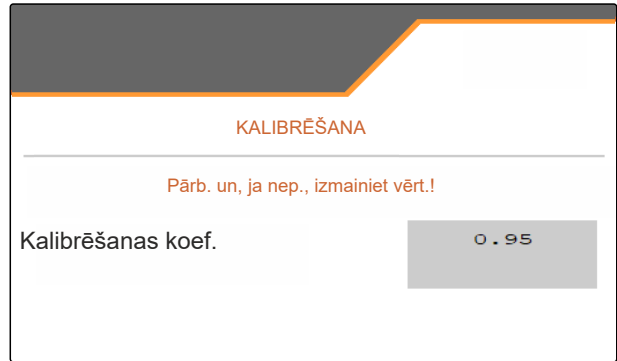 KALIBRĒŠANA
Pārb. un, ja nep., izmainiet vērt.!
Kalibrēšanas koef.
0.95